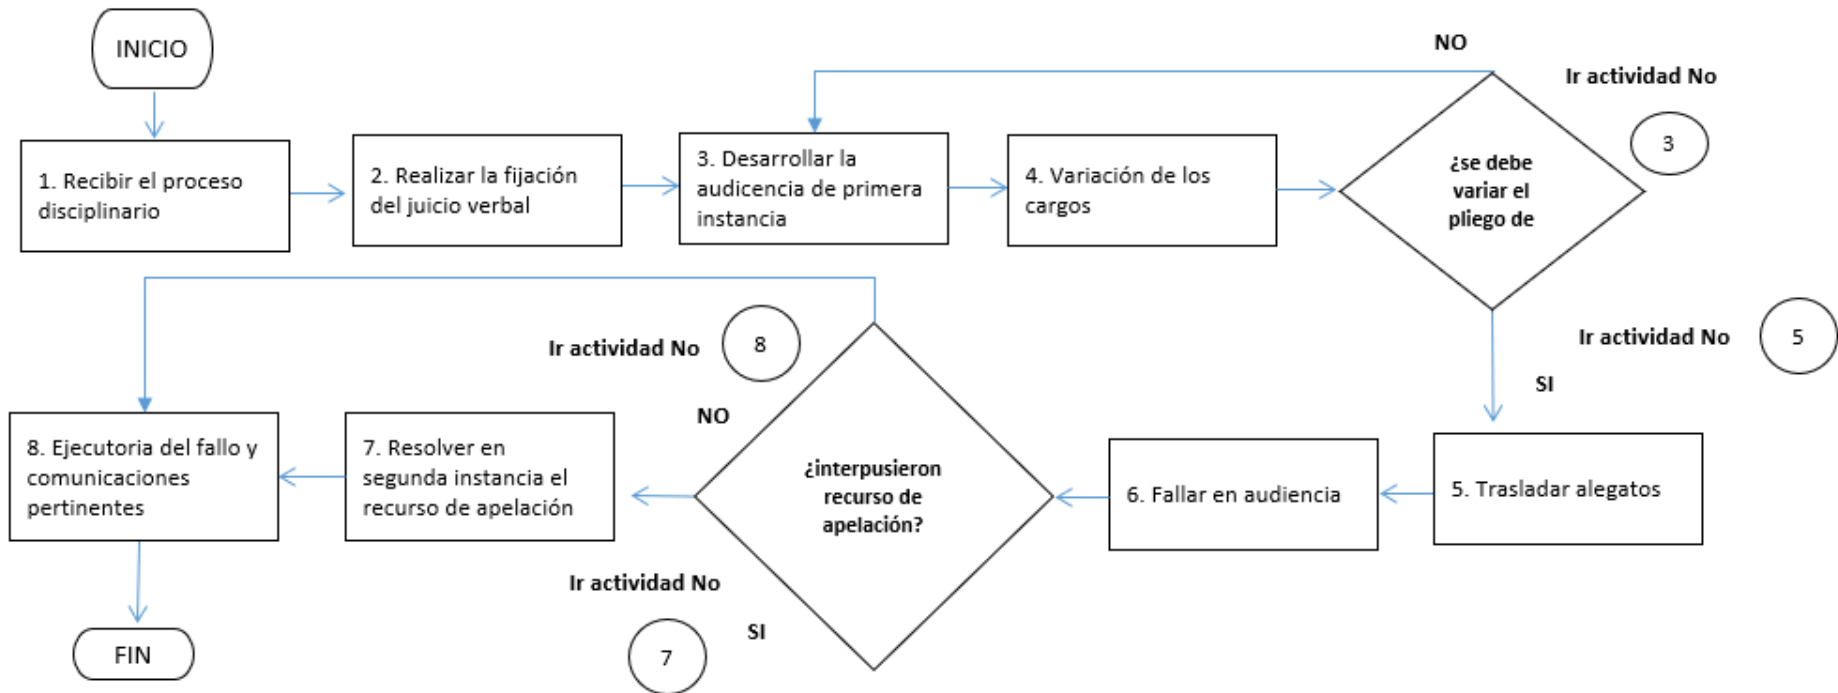 INICIO
1. Recibir el proceso
disciplinario
2. Realizar la fijación
del juicio verbal
3. Desarrollar la
audicencia de primera
instancia
4. Variación de los
cargos
NO
Ir actividad No
3
¿se debe
variar el
pliego de
Ir actividad No
5
SI
5. Trasladar alegatos
6. Fallar en audiencia
¿interpusieron
recurso de
apelación?
Ir actividad No
8
NO
Ir actividad No
7
SI
7. Resolver en
segunda instancia el
recurso de apelación
8. Ejecutoria del fallo y
comunicaciones
pertinentes
FIN